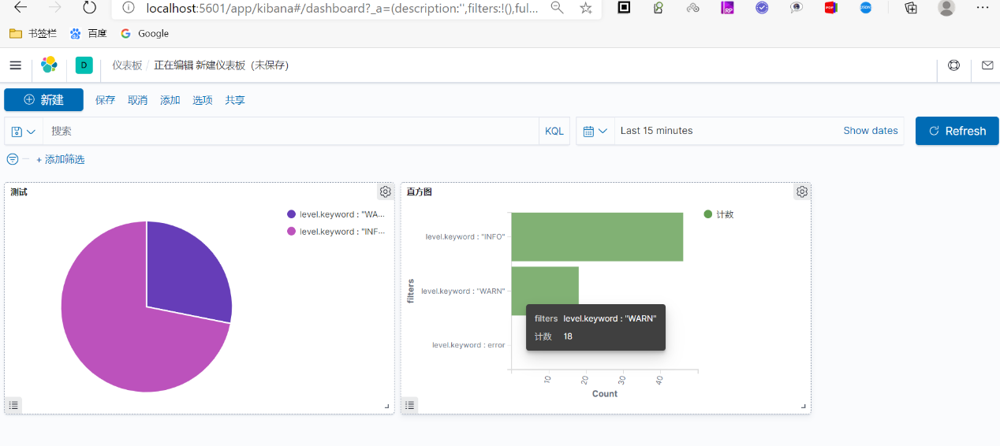 localhost:5601/app/kibana#/dashboard?_a=(description:'',filters:!(),ful...
RP
PDF
JSON
书签栏 百度 Google
D 仪表板 / 正在编辑 新建仪表板 (未保存)
新建 保存 取消 添加 选项 共享
搜索 KQL Last 15 minutes Show dates Refresh
+ 添加筛选
测试
level.keyword : "WA...
level.keyword : "INF...
直方图
计数
level.keyword : "INFO"
level.keyword : "WARN"
level.keyword : error
filters
filters level.keyword : "WARN"
计数 18
10 20 30 40
Count